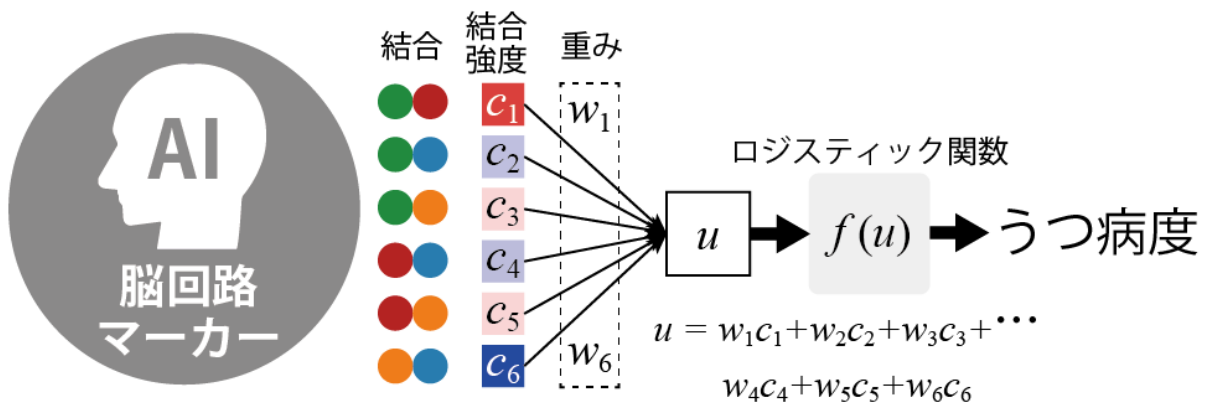 AI
脳回路
マーカー
結合
結合
強度
重み
c1
c2
c3
c4
c5
c6
w1
w6
u
ロジスティック関数
f(u)
うつ病度
u = w1c1+w2c2+w3c3+…
w4c4+w5c5+w6c6